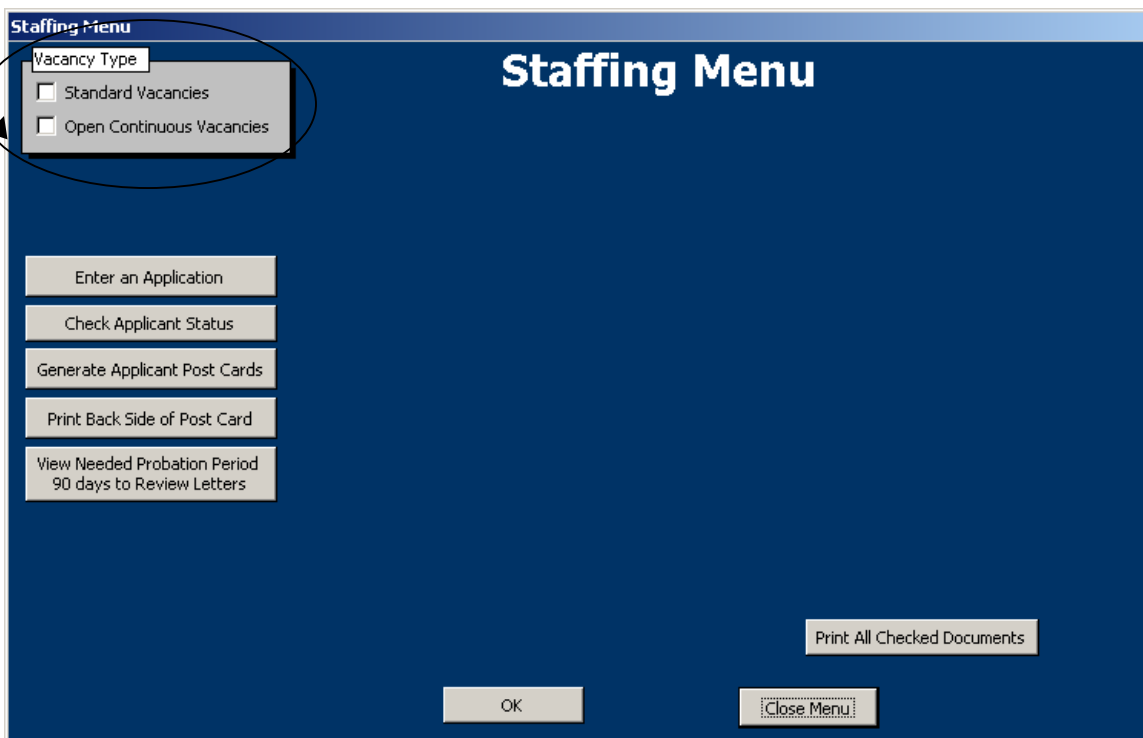 Staffing Menu
Vacancy Type
Staffing Menu
Standard Vacancies
Open Continuous Vacancies
Enter an Application
Check Applicant Status
Generate Applicant Post Cards
Print Back Side of Post Card
View Needed Probation Period
90 days to Review Letters
Print All Checked Documents
OK
Close Menu